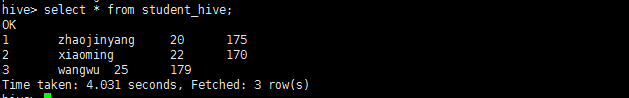 hive> select * from student_hive;
OK
1 zhaojinyang 20 175
2 xiaoming 22 170
3 wangwu 25 179
Time taken: 4.031 seconds, Fetched: 3 row(s)
hive>